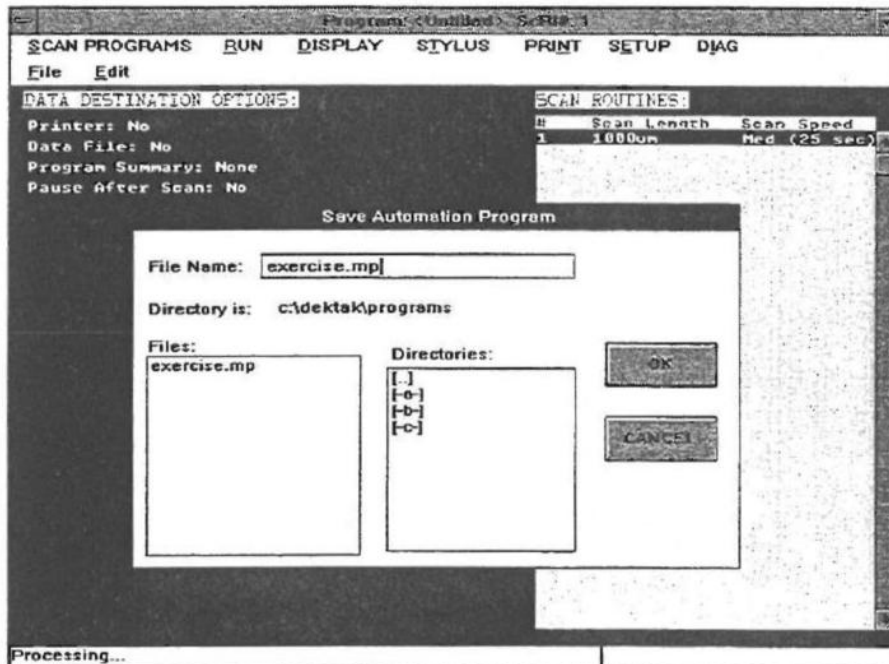 Program: <Untitled> ScR# 1
SCAN PROGRAMS RUN DISPLAY STYLUS PRINT SETUP DIAG
File Edit
DATA DESTINATION OPTIONS:
Printer: No
Data File: No
Program Summary: None
Pause After Scan: No
SCAN ROUTINES:
# Scan Length Scan Speed
1 1000um Med (25 sec)
Save Automation Program
File Name: exercise.mp
Directory is: c:\dektak\programs
Files:
exercise.mp
Directories:
[..]
[-a-]
[-b-]
[-c-]
OK
CANCEL
Processing...